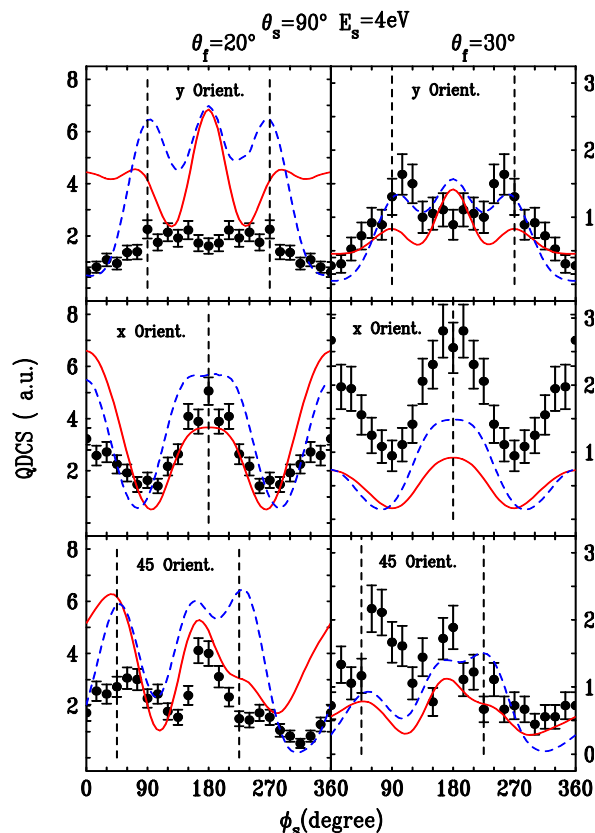 θs=90° Es=4eV
θf=20° θf=30°
8 y Orient. y Orient. 3
6 2
4 1
2 0
8 x Orient. x Orient. 3
6 2
4 1
2 0
8 45 Orient. 45 Orient. 3
6 2
4 1
2 0
QDCS ( a.u.)
0 90 180 270 360 90 180 270 360
ϕs(degree)